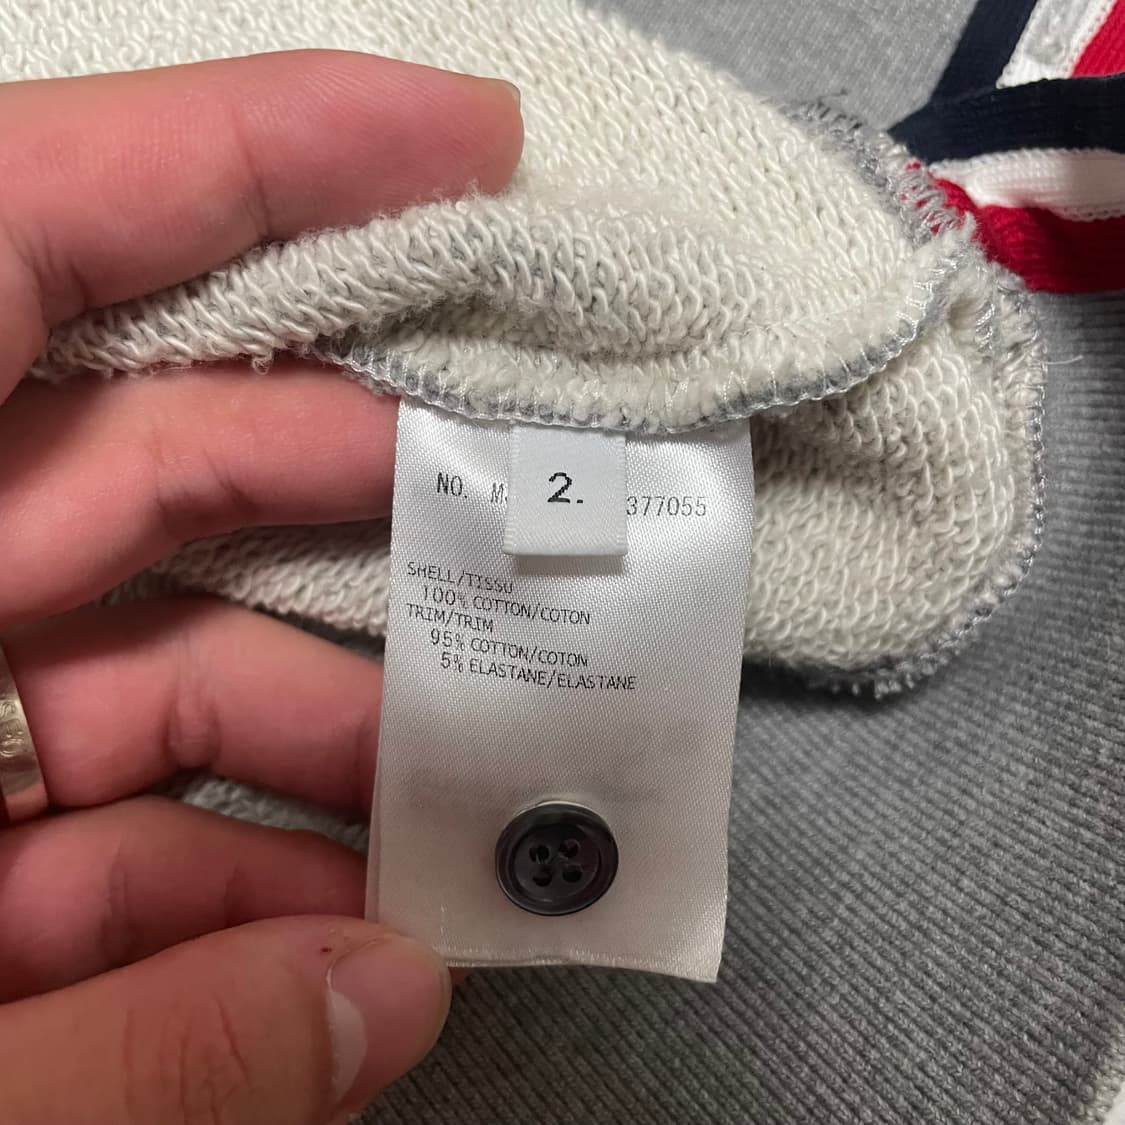 2.
NO. M 377055
SHELL/TISSU
100% COTTON/COTON
TRIM/TRIM
95% COTTON/COTON
5% ELASTANE/ELASTANE